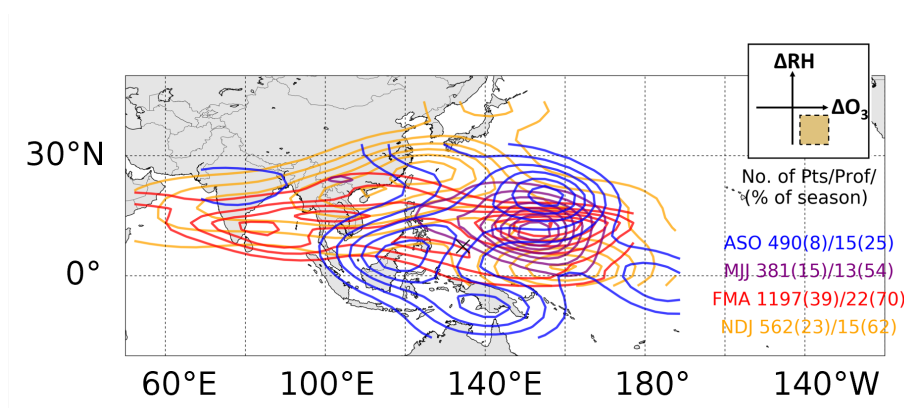 ΔRH
ΔO₃
No. of Pts/Prof/
(% of season)
30°N
ASO 490(8)/15(25)
MJJ 381(15)/13(54)
0°
FMA 1197(39)/22(70)
NDJ 562(23)/15(62)
60°E 100°E 140°E 180° 140°W